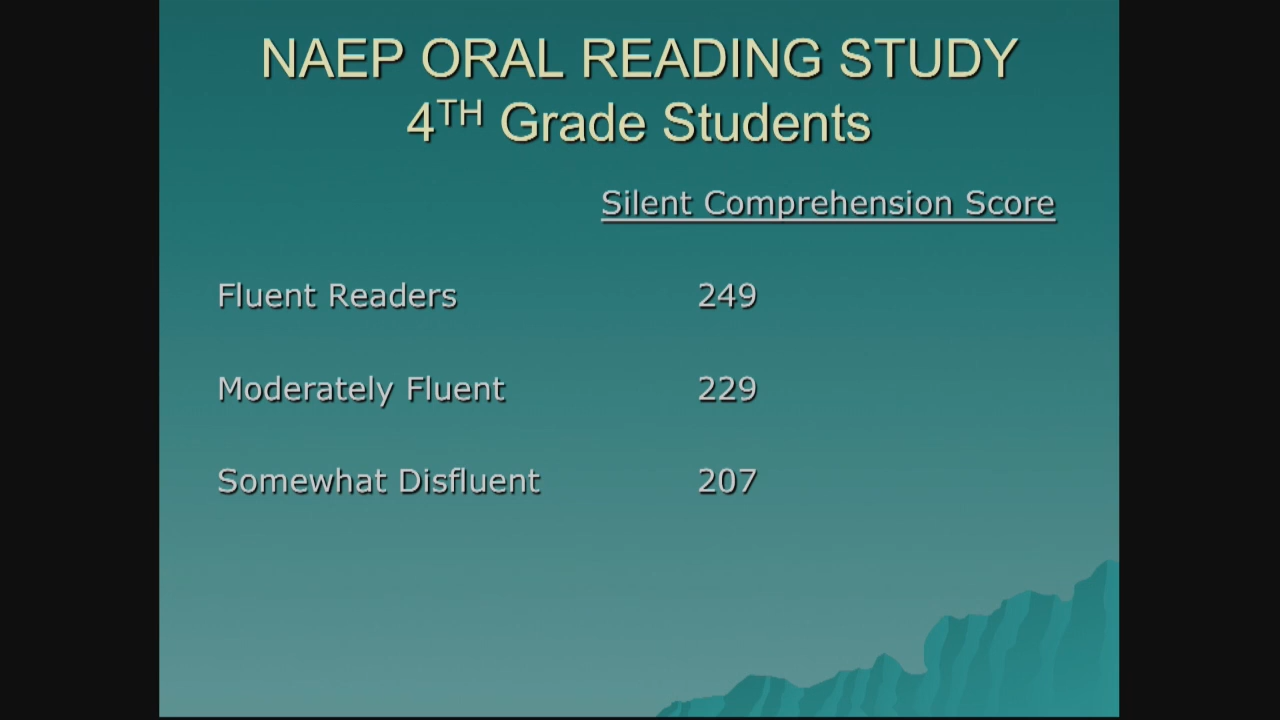 NAEP ORAL READING STUDY
4TH Grade Students
Silent Comprehension Score
Fluent Readers 249
Moderately Fluent 229
Somewhat Disfluent 207